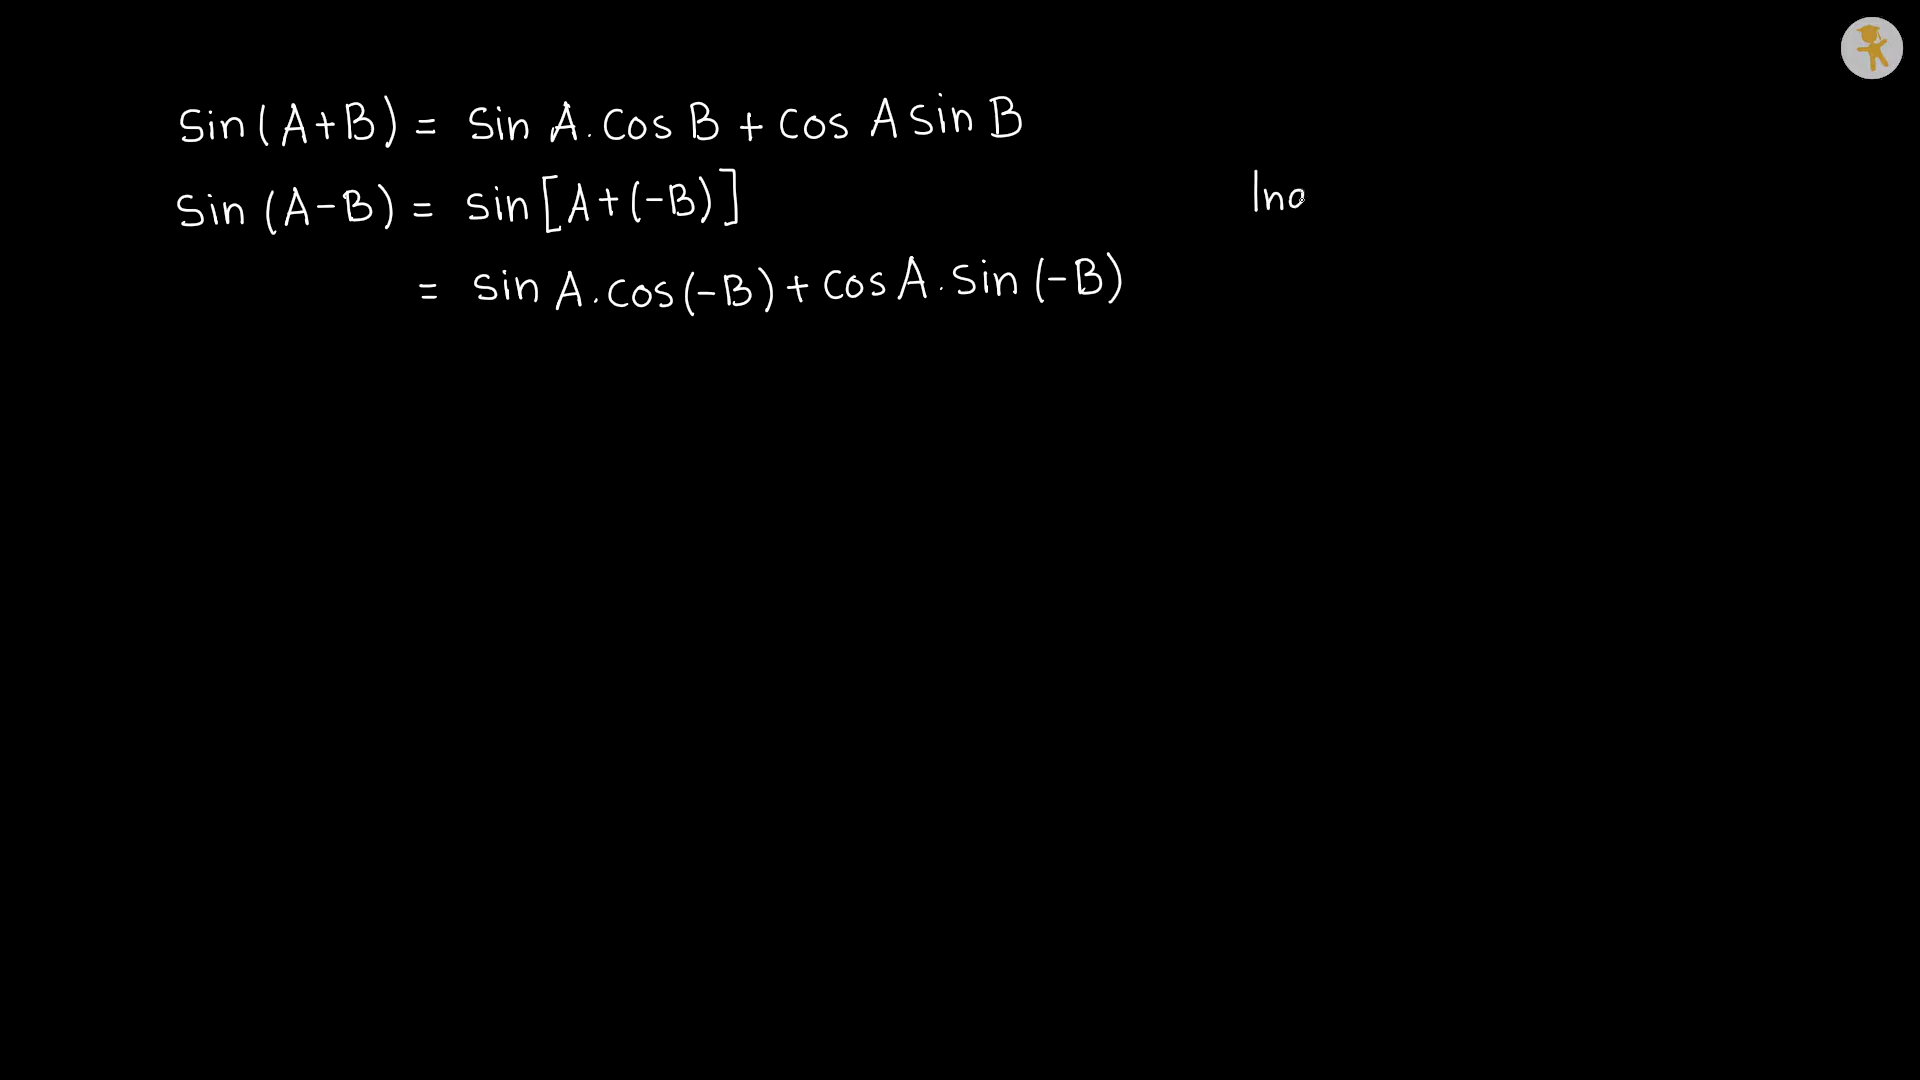 Sin (A+B) = Sin A . Cos B + Cos A Sin B
Sin (A-B) = Sin [A+(-B)]
Ino
= Sin A . Cos (-B) + Cos A . Sin (-B)